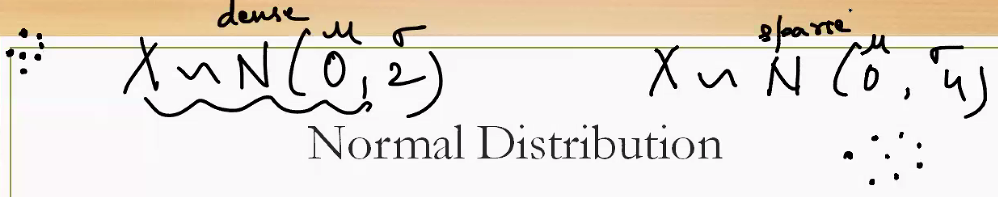 dense
sparse
μ σ
μ σ
X ~ N(0, 2)
X ~ N (0, 4)
Normal Distribution